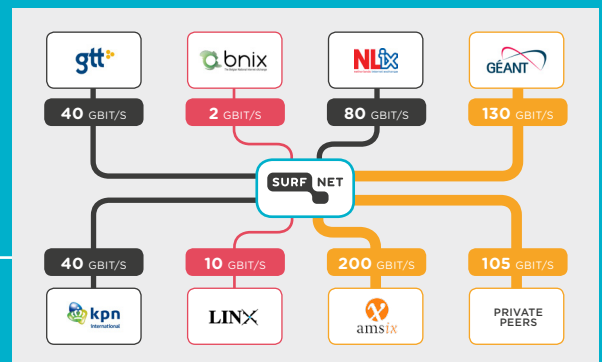 gtt
bnix
NLix
GÉANT
40 GBIT/S
2 GBIT/S
80 GBIT/S
130 GBIT/S
SURF NET
40 GBIT/S
10 GBIT/S
200 GBIT/S
105 GBIT/S
kpn
International
LINX
amsix
PRIVATE
PEERS